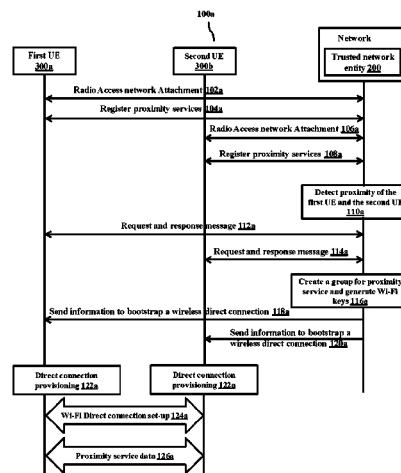 100a
First UE
300a
Second UE
300b
Network
Trusted network
entity 200
Radio Access network Attachment 102a
Register proximity services 104a
Radio Access network Attachment 106a
Register proximity services 108a
Detect proximity of the
first UE and the second UE
110a
Request and response message 112a
Request and response message 114a
Create a group for proximity
service and generate Wi-Fi
keys 116a
Send information to bootstrap a wireless direct connection 118a
Send information to bootstrap a
wireless direct connection 120a
Direct connection
provisioning 122a
Direct connection
provisioning 122a
Wi-Fi Direct connection set-up 124a
Proximity service data 126a